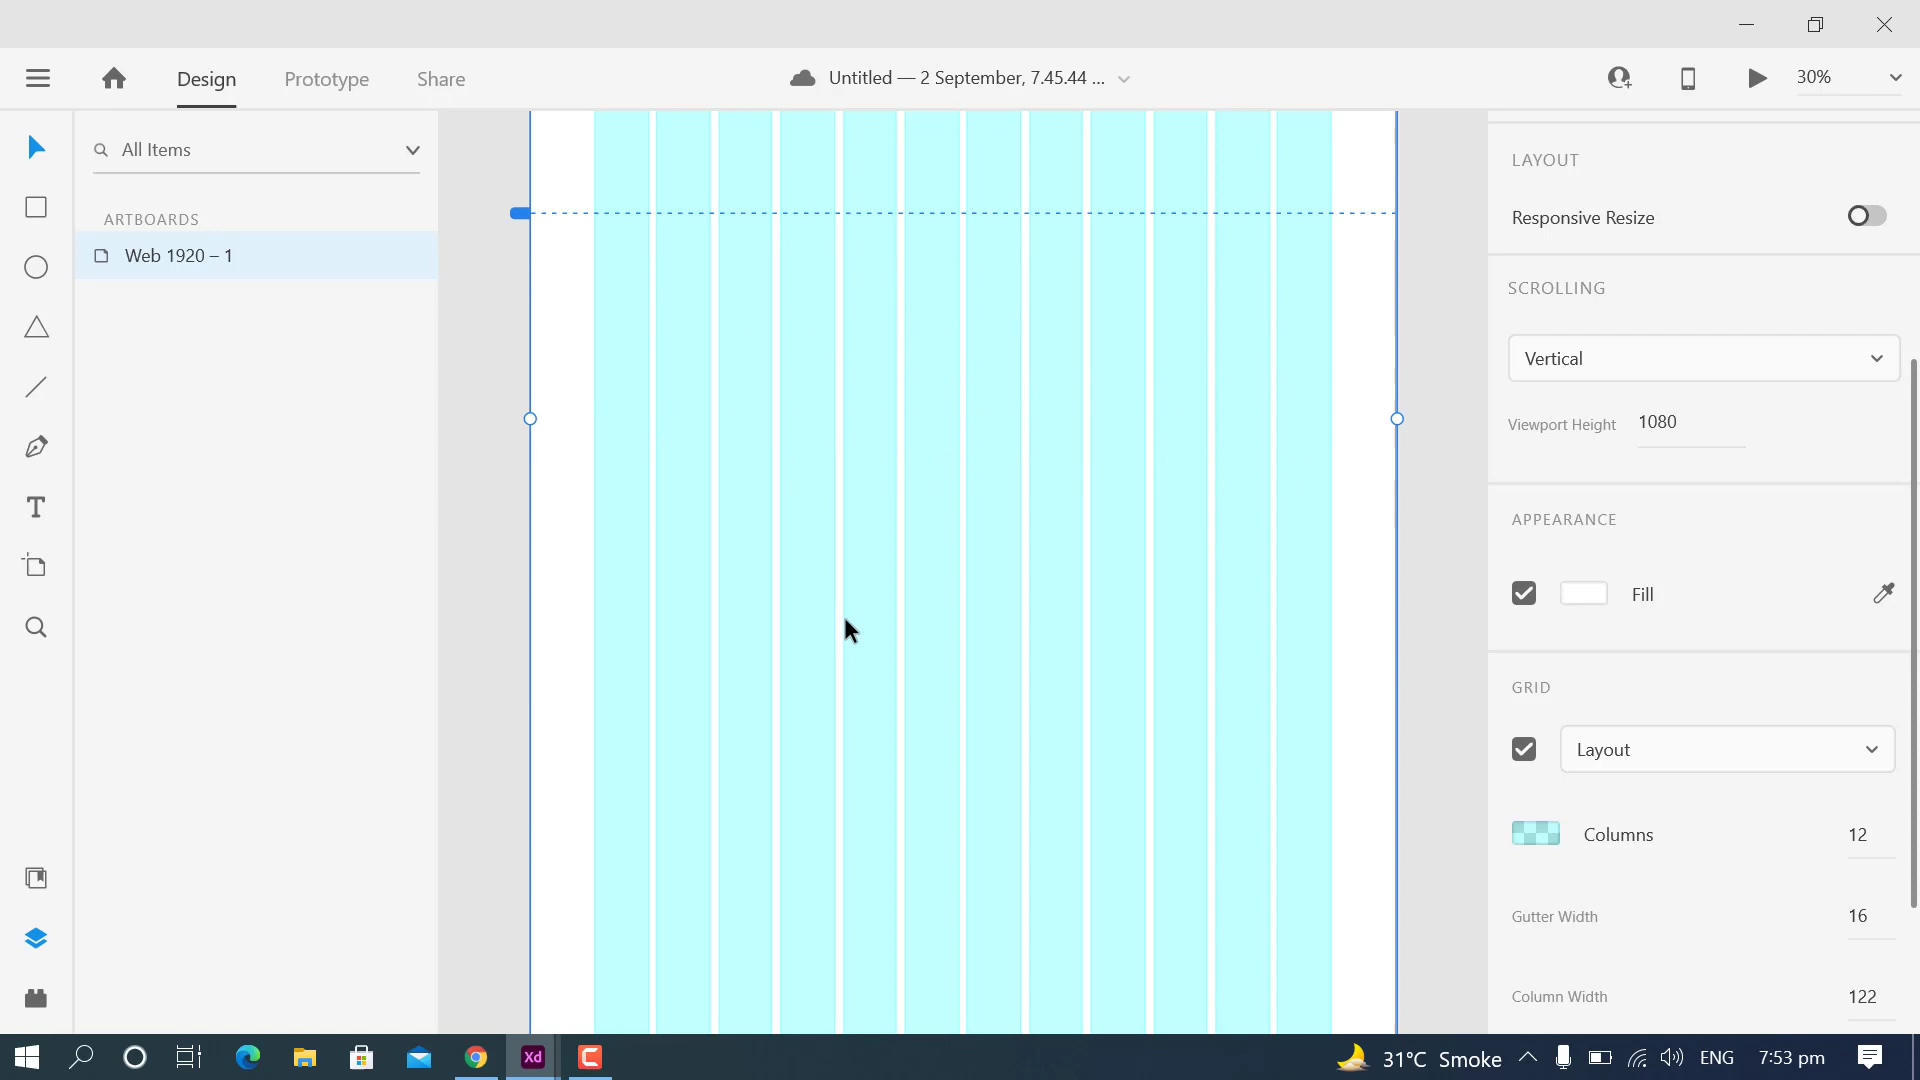 Design
Prototype
Share
Untitled — 2 September, 7.45.44 ...
30%
All Items
ARTBOARDS
Web 1920 – 1
LAYOUT
Responsive Resize
SCROLLING
Vertical
Viewport Height 1080
APPEARANCE
Fill
GRID
Layout
Columns 12
Gutter Width 16
Column Width 122
Xd
31°C Smoke
ENG
7:53 pm